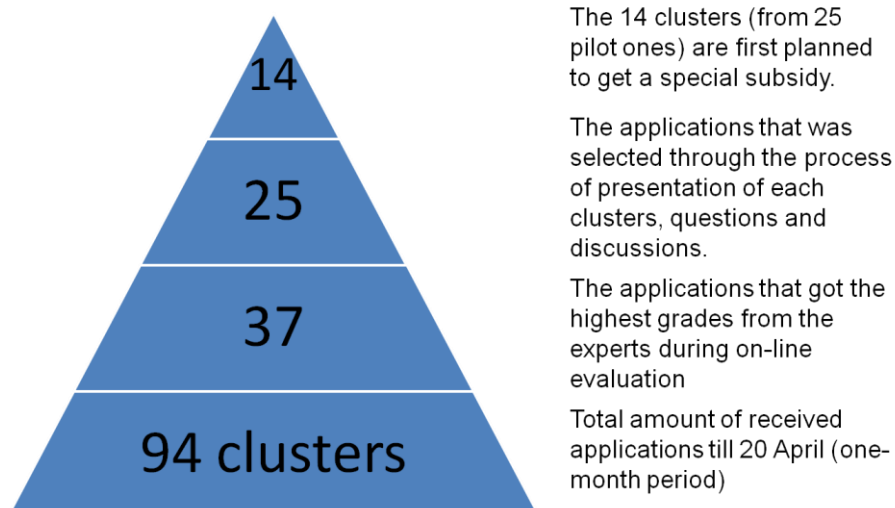 14
The 14 clusters (from 25
pilot ones) are first planned
to get a special subsidy.
25
The applications that was
selected through the process
of presentation of each
clusters, questions and
discussions.
37
The applications that got the
highest grades from the
experts during on-line
evaluation
94 clusters
Total amount of received
applications till 20 April (one-
month period)